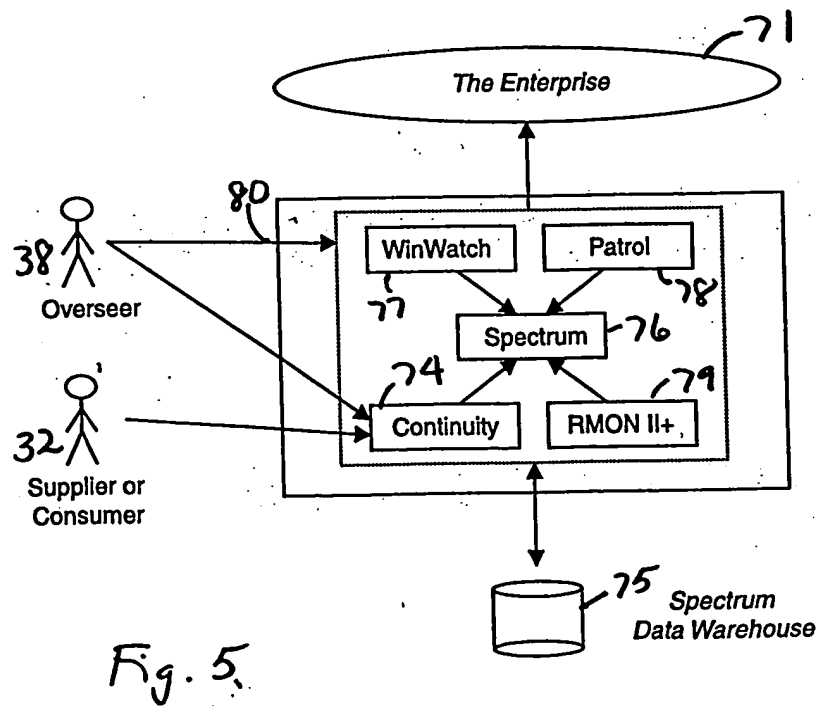 71
The Enterprise
80
WinWatch
Patrol
38
77
78
Overseer
Spectrum
76
74
79
Continuity
RMON II+
32
Supplier or
Consumer
75
Spectrum
Data Warehouse
Fig. 5